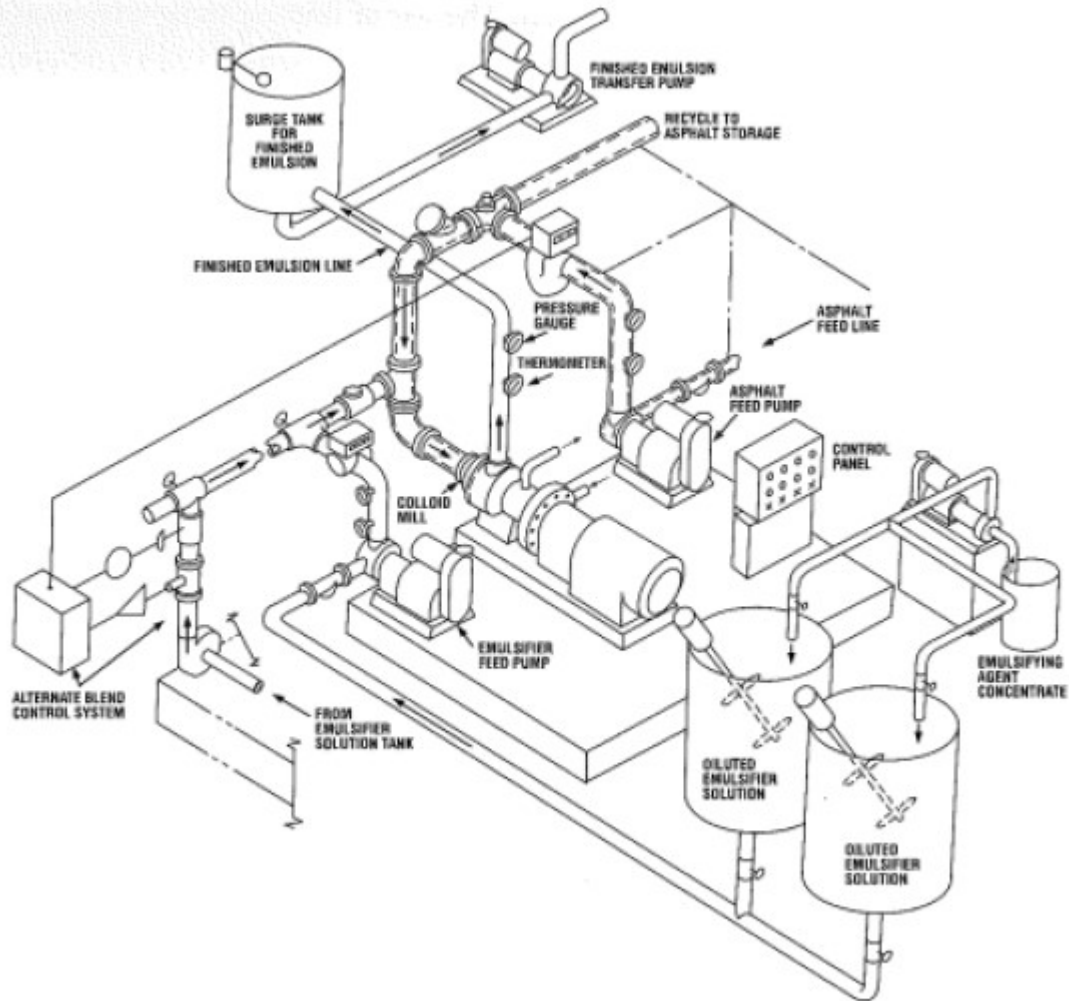 FINISHED EMULSION
TRANSFER PUMP
SURGE TANK
FOR
FINISHED
EMULSION
RECYCLE TO
ASPHALT STORAGE
FINISHED EMULSION LINE
PRESSURE
GAUGE
THERMOMETER
ASPHALT
FEED LINE
ASPHALT
FEED PUMP
CONTROL
PANEL
COLLOID
MILL
EMULSIFIER
FEED PUMP
ALTERNATE BLEND
CONTROL SYSTEM
FROM
EMULSIFIER
SOLUTION TANK
EMULSIFYING
AGENT
CONCENTRATE
DILUTED
EMULSIFIER
SOLUTION
DILUTED
EMULSIFIER
SOLUTION